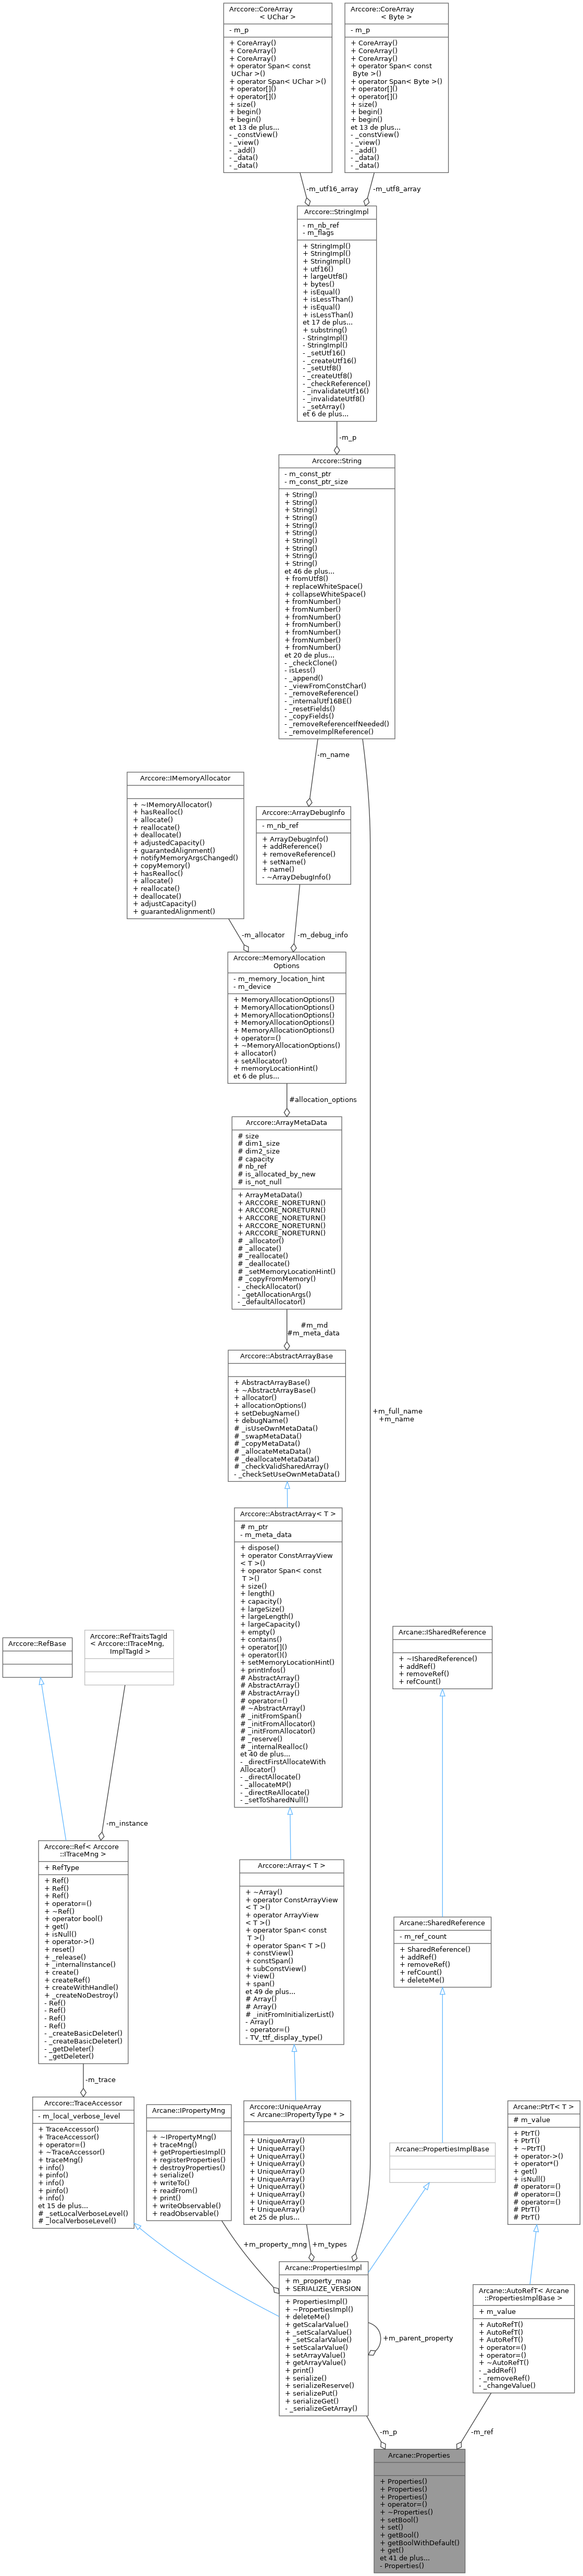 Arccore::CoreArray
< UChar >
- m_p
+ CoreArray()
+ CoreArray()
+ CoreArray()
+ operator Span< const
UChar >()
+ operator Span< UChar >()
+ operator[]()
+ operator[]()
+ size()
+ begin()
+ begin()
et 13 de plus...
- _constView()
- _view()
- _add()
- _data()
- _data()
Arccore::CoreArray
< Byte >
- m_p
+ CoreArray()
+ CoreArray()
+ CoreArray()
+ operator Span< const
Byte >()
+ operator Span< Byte >()
+ operator[]()
+ operator[]()
+ size()
+ begin()
+ begin()
et 13 de plus...
- _constView()
- _view()
- _add()
- _data()
- _data()
-m_utf16_array
-m_utf8_array
Arccore::StringImpl
- m_nb_ref
- m_flags
+ StringImpl()
+ StringImpl()
+ StringImpl()
+ utf16()
+ largeUtf8()
+ bytes()
+ isEqual()
+ isLessThan()
+ isEqual()
+ isLessThan()
et 17 de plus...
+ substring()
- StringImpl()
- StringImpl()
- _setUtf16()
- _createUtf16()
- _setUtf8()
- _createUtf8()
- _checkReference()
- _invalidateUtf16()
- _invalidateUtf8()
- _setArray()
et 6 de plus...
-m_p
Arccore::String
- m_const_ptr
- m_const_ptr_size
+ String()
+ String()
+ String()
+ String()
+ String()
+ String()
+ String()
+ String()
+ String()
+ String()
et 46 de plus...
+ fromUtf8()
+ replaceWhiteSpace()
+ collapseWhiteSpace()
+ fromNumber()
+ fromNumber()
+ fromNumber()
+ fromNumber()
+ fromNumber()
+ fromNumber()
+ fromNumber()
et 20 de plus...
- _checkClone()
- isLess()
- _append()
- _viewFromConstChar()
- _removeReference()
- _internalUtf16BE()
- _resetFields()
- _copyFields()
- _removeReferenceIfNeeded()
- _removeImplReference()
-m_name
Arccore::IMemoryAllocator
+ ~IMemoryAllocator()
+ hasRealloc()
+ allocate()
+ reallocate()
+ deallocate()
+ adjustedCapacity()
+ guarantedAlignment()
+ notifyMemoryArgsChanged()
+ copyMemory()
+ hasRealloc()
+ allocate()
+ reallocate()
+ deallocate()
+ adjustCapacity()
+ guarantedAlignment()
Arccore::ArrayDebugInfo
- m_nb_ref
+ ArrayDebugInfo()
+ addReference()
+ removeReference()
+ setName()
+ name()
- ~ArrayDebugInfo()
-m_allocator
-m_debug_info
Arccore::MemoryAllocation
Options
- m_memory_location_hint
- m_device
+ MemoryAllocationOptions()
+ MemoryAllocationOptions()
+ MemoryAllocationOptions()
+ MemoryAllocationOptions()
+ MemoryAllocationOptions()
+ operator=()
+ ~MemoryAllocationOptions()
+ allocator()
+ setAllocator()
+ memoryLocationHint()
et 6 de plus...
#allocation_options
Arccore::ArrayMetaData
# size
# dim1_size
# dim2_size
# capacity
# nb_ref
# is_allocated_by_new
# is_not_null
+ ArrayMetaData()
+ ARCCORE_NORETURN()
+ ARCCORE_NORETURN()
+ ARCCORE_NORETURN()
+ ARCCORE_NORETURN()
+ ARCCORE_NORETURN()
# _allocator()
# _allocate()
# _reallocate()
# _deallocate()
# _setMemoryLocationHint()
# _copyFromMemory()
- _checkAllocator()
- _getAllocationArgs()
- _defaultAllocator()
#m_md
#m_meta_data
Arccore::AbstractArrayBase
+ AbstractArrayBase()
+ ~AbstractArrayBase()
+ allocator()
+ allocationOptions()
+ setDebugName()
+ debugName()
# _isUseOwnMetaData()
# _swapMetaData()
# _copyMetaData()
# _allocateMetaData()
# _deallocateMetaData()
# _checkValidSharedArray()
- _checkSetUseOwnMetaData()
+m_full_name
+m_name
Arccore::AbstractArray< T >
# m_ptr
- m_meta_data
+ dispose()
+ operator ConstArrayView
< T >()
+ operator Span< const
T >()
+ size()
+ length()
+ capacity()
+ largeSize()
+ largeLength()
+ largeCapacity()
+ empty()
+ contains()
+ operator[]()
+ operator()()
+ setMemoryLocationHint()
+ printInfos()
# AbstractArray()
# AbstractArray()
# AbstractArray()
# operator=()
# ~AbstractArray()
# _initFromSpan()
# _initFromAllocator()
# _initFromAllocator()
# _reserve()
# _internalRealloc()
et 40 de plus...
- _directFirstAllocateWith
Allocator()
- _directAllocate()
- _allocateMP()
- _directReAllocate()
- _setToSharedNull()
Arccore::RefBase
Arccore::RefTraitsTagId
< Arccore::ITraceMng,
ImplTagId >
Arcane::ISharedReference
+ ~ISharedReference()
+ addRef()
+ removeRef()
+ refCount()
-m_instance
Arccore::Ref< Arccore
::ITraceMng >
+ RefType
+ Ref()
+ Ref()
+ Ref()
+ operator=()
+ ~Ref()
+ operator bool()
+ get()
+ isNull()
+ operator->()
+ reset()
+ _release()
+ _internalInstance()
+ create()
+ createRef()
+ createWithHandle()
+ _createNoDestroy()
- Ref()
- Ref()
- Ref()
- Ref()
- _createBasicDeleter()
- _createBasicDeleter()
- _getDeleter()
- _getDeleter()
Arccore::Array< T >
+ ~Array()
+ operator ConstArrayView
< T >()
+ operator ArrayView
< T >()
+ operator Span< const
T >()
+ operator Span< T >()
+ constView()
+ constSpan()
+ subConstView()
+ view()
+ span()
et 49 de plus...
# Array()
# Array()
# _initFromInitializerList()
- Array()
- operator=()
- TV_ttf_display_type()
Arcane::SharedReference
- m_ref_count
+ SharedReference()
+ addRef()
+ removeRef()
+ refCount()
+ deleteMe()
-m_trace
Arccore::TraceAccessor
- m_local_verbose_level
+ TraceAccessor()
+ TraceAccessor()
+ operator=()
+ ~TraceAccessor()
+ traceMng()
+ info()
+ pinfo()
+ info()
+ pinfo()
+ info()
et 15 de plus...
# _setLocalVerboseLevel()
# _localVerboseLevel()
Arcane::IPropertyMng
+ ~IPropertyMng()
+ traceMng()
+ getPropertiesImpl()
+ registerProperties()
+ destroyProperties()
+ serialize()
+ writeTo()
+ readFrom()
+ print()
+ writeObservable()
+ readObservable()
Arccore::UniqueArray
< Arcane::IPropertyType * >
+ UniqueArray()
+ UniqueArray()
+ UniqueArray()
+ UniqueArray()
+ UniqueArray()
+ UniqueArray()
+ UniqueArray()
+ UniqueArray()
+ UniqueArray()
+ UniqueArray()
et 25 de plus...
Arcane::PropertiesImplBase
Arcane::PtrT< T >
# m_value
+ PtrT()
+ PtrT()
+ ~PtrT()
+ operator->()
+ operator*()
+ get()
+ isNull()
# operator=()
# operator=()
# operator=()
# PtrT()
# PtrT()
+m_property_mng
+m_types
Arcane::PropertiesImpl
+ m_property_map
+ SERIALIZE_VERSION
+ PropertiesImpl()
+ ~PropertiesImpl()
+ deleteMe()
+ getScalarValue()
+ _setScalarValue()
+ _setScalarValue()
+ setScalarValue()
+ setArrayValue()
+ getArrayValue()
+ print()
+ serialize()
+ serializeReserve()
+ serializePut()
+ serializeGet()
- _serializeGetArray()
+m_parent_property
Arcane::AutoRefT< Arcane
::PropertiesImplBase >
+ m_value
+ AutoRefT()
+ AutoRefT()
+ AutoRefT()
+ operator=()
+ operator=()
+ ~AutoRefT()
- _addRef()
- _removeRef()
- _changeValue()
-m_p
-m_ref
Arcane::Properties
+ Properties()
+ Properties()
+ Properties()
+ operator=()
+ ~Properties()
+ setBool()
+ set()
+ getBool()
+ getBoolWithDefault()
+ get()
et 41 de plus...
- Properties()